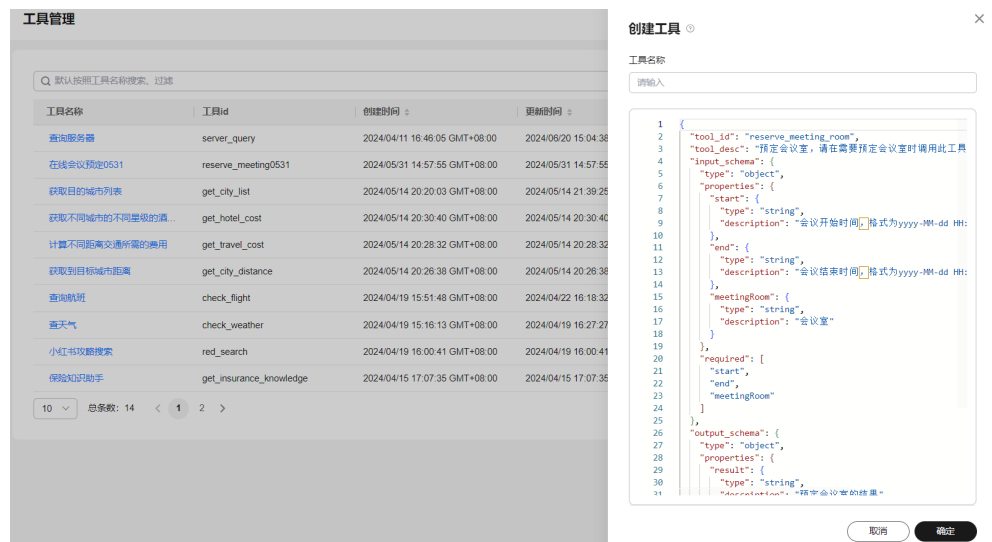 工具管理
默认按照工具名称搜索、过滤
工具名称 工具id 创建时间 更新时间
查询服务器 server_query 2024/04/11 16:46:05 GMT+08:00 2024/06/20 15:04:38
在线会议预定0531 reserve_meeting0531 2024/05/31 14:57:55 GMT+08:00 2024/05/31 14:57:55
获取目的城市列表 get_city_list 2024/05/14 20:20:03 GMT+08:00 2024/05/14 21:39:25
获取不同城市的不同星级的酒... get_hotel_cost 2024/05/14 20:30:40 GMT+08:00 2024/05/14 20:30:40
计算不同距离交通所需的费用 get_travel_cost 2024/05/14 20:28:32 GMT+08:00 2024/05/14 20:28:32
获取到目标城市距离 get_city_distance 2024/05/14 20:26:38 GMT+08:00 2024/05/14 20:26:38
查询航班 check_flight 2024/04/19 15:51:48 GMT+08:00 2024/04/22 16:18:32
查天气 check_weather 2024/04/19 15:16:13 GMT+08:00 2024/04/19 16:27:27
小红书攻略搜索 red_search 2024/04/19 16:00:41 GMT+08:00 2024/04/19 16:00:41
保险知识助手 get_insurance_knowledge 2024/04/15 17:07:35 GMT+08:00 2024/04/15 17:07:35
10 总条数: 14 < 1 2 >
创建工具
工具名称
请输入
1 {
2 "tool_id": "reserve_meeting_room",
3 "tool_desc": "预定会议室，请在需要预定会议室时调用此工具
4 "input_schema": {
5 "type": "object",
6 "properties": {
7 "start": {
8 "type": "string",
9 "description": "会议开始时间，格式为yyyy-MM-dd HH:
10 },
11 "end": {
12 "type": "string",
13 "description": "会议结束时间，格式为yyyy-MM-dd HH:
14 },
15 "meetingRoom": {
16 "type": "string",
17 "description": "会议室"
18 }
19 },
20 "required": [
21 "start",
22 "end",
23 "meetingRoom"
24 ]
25 },
26 "output_schema": {
27 "type": "object",
28 "properties": {
29 "result": {
30 "type": "string",
31 "description": "预定会议室的结果"
取消 确定